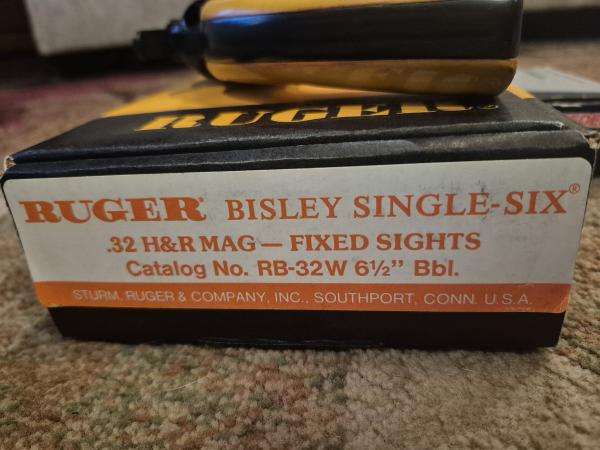 RUGER
RUGER® BISLEY SINGLE-SIX®
.32 H&R MAG — FIXED SIGHTS
Catalog No. RB-32W 6½" Bbl.
STURM, RUGER & COMPANY, INC., SOUTHPORT, CONN. U.S.A.